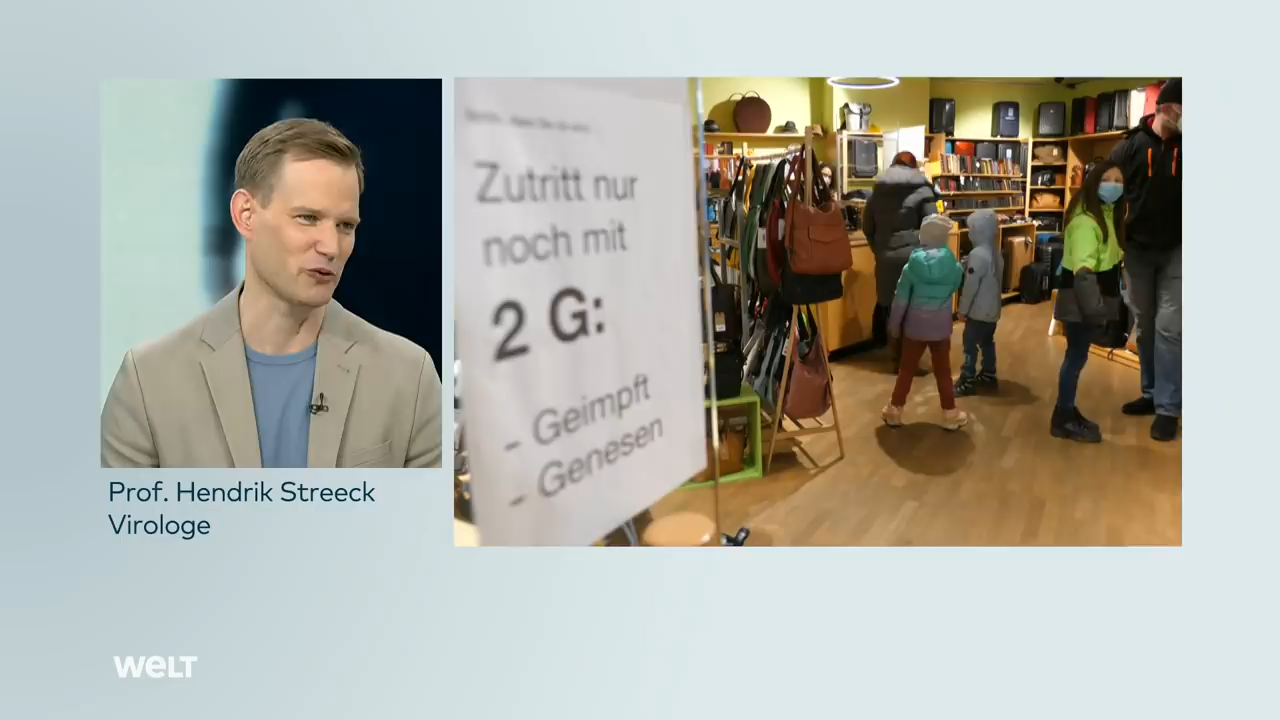 Zutritt nur
noch mit
2 G:
- Geimpft
- Genesen
Prof. Hendrik Streeck
Virologe
WELT